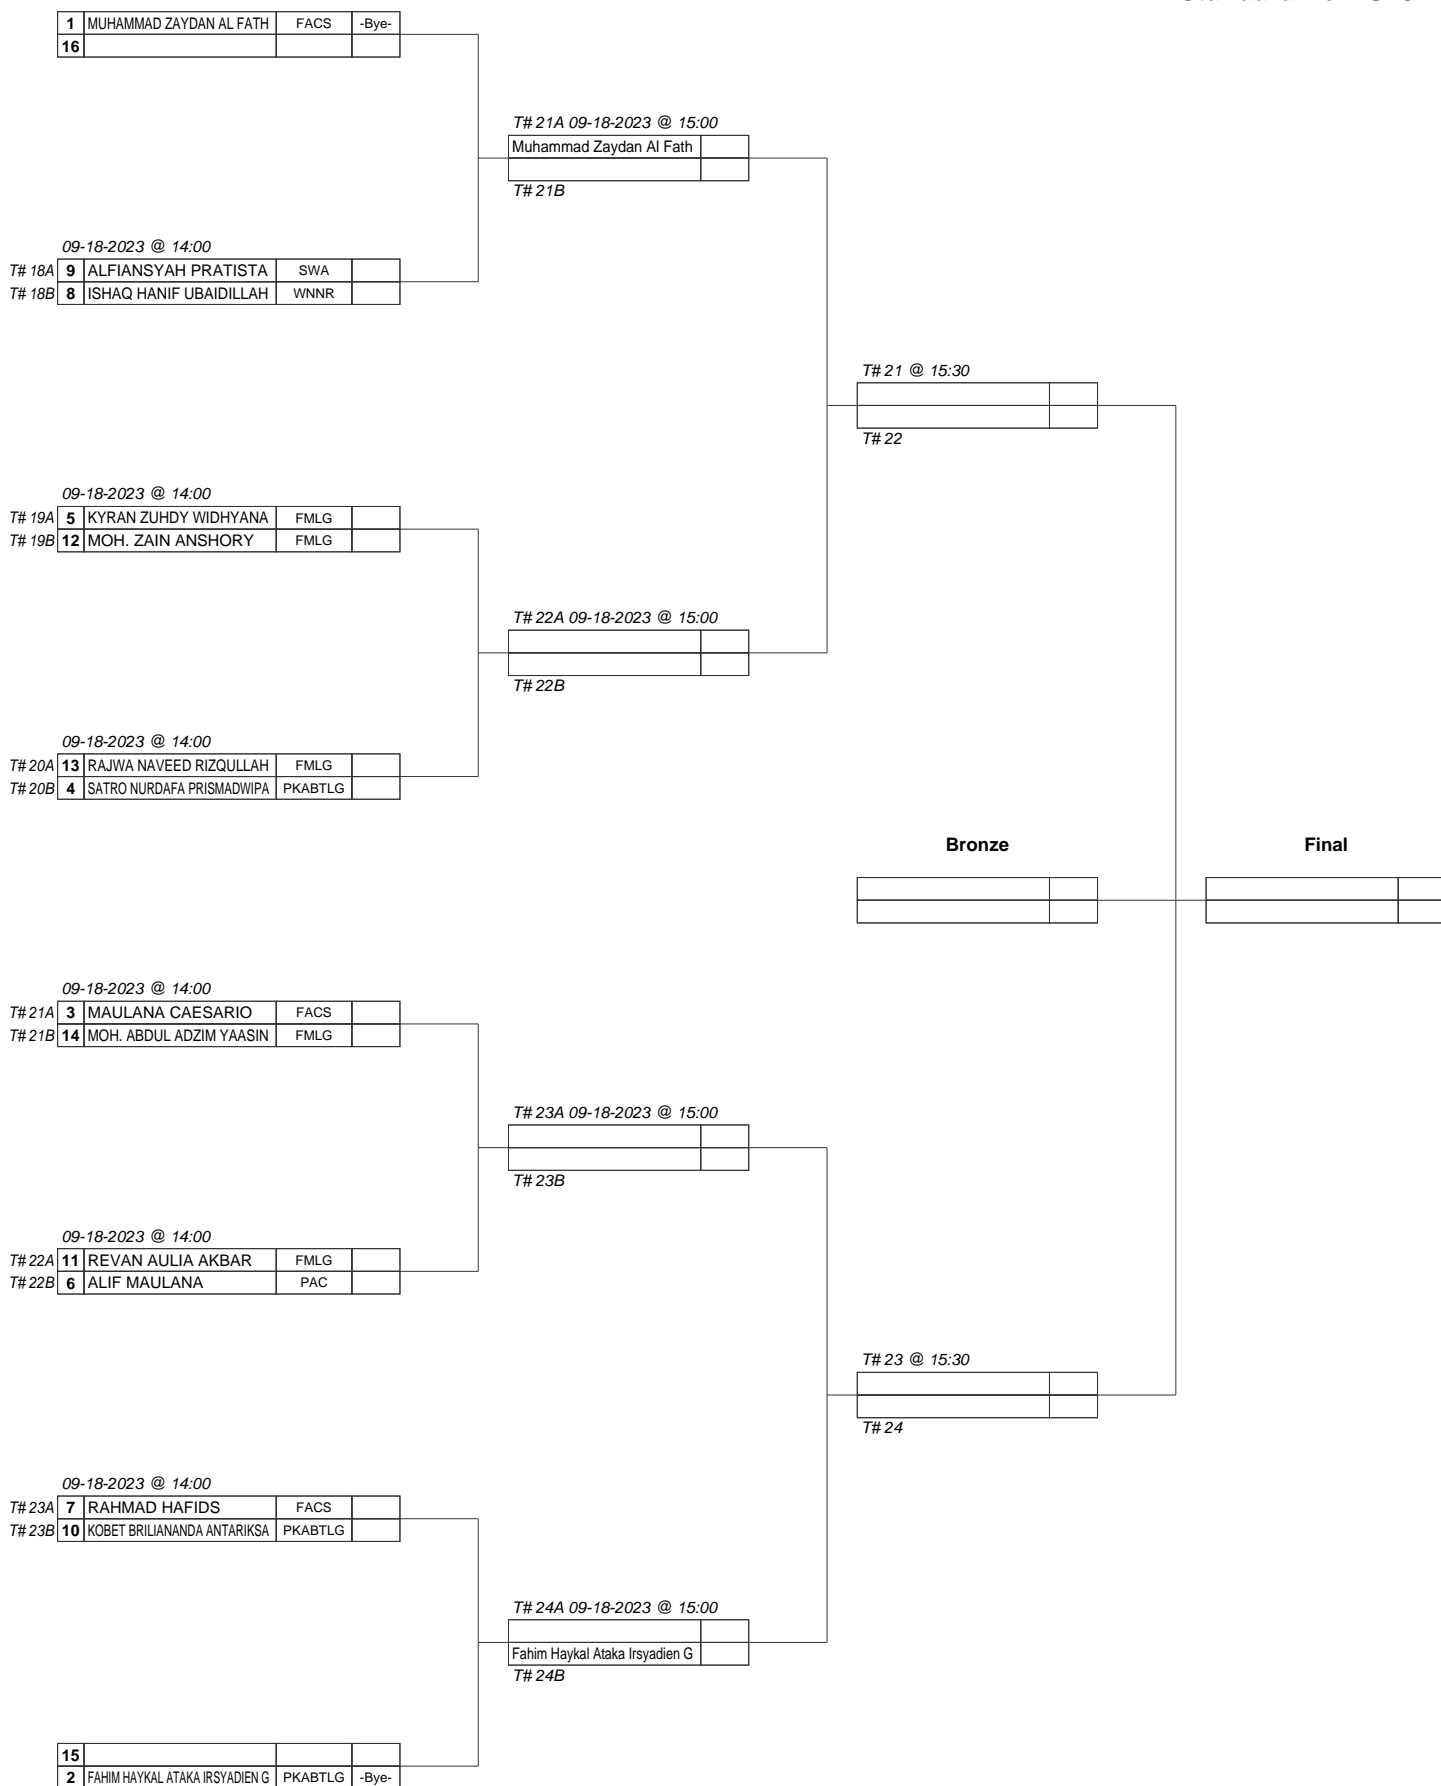 1 MUHAMMAD ZAYDAN AL FATH FACS -Bye-
16
T# 21A 09-18-2023 @ 15:00
Muhammad Zaydan Al Fath
T# 21B
09-18-2023 @ 14:00
T# 18A 9 ALFIANSYAH PRATISTA SWA
T# 18B 8 ISHAQ HANIF UBAIDILLAH WNNR
T# 21 @ 15:30
T# 22
09-18-2023 @ 14:00
T# 19A 5 KYRAN ZUHDY WIDHYANA FMLG
T# 19B 12 MOH. ZAIN ANSHORY FMLG
T# 22A 09-18-2023 @ 15:00
T# 22B
09-18-2023 @ 14:00
T# 20A 13 RAJWA NAVEED RIZQULLAH FMLG
T# 20B 4 SATRO NURDAFA PRISMADWIPA PKABTLG
Bronze Final
09-18-2023 @ 14:00
T# 21A 3 MAULANA CAESARIO FACS
T# 21B 14 MOH. ABDUL ADZIM YAASIN FMLG
T# 23A 09-18-2023 @ 15:00
T# 23B
09-18-2023 @ 14:00
T# 22A 11 REVAN AULIA AKBAR FMLG
T# 22B 6 ALIF MAULANA PAC
T# 23 @ 15:30
T# 24
09-18-2023 @ 14:00
T# 23A 7 RAHMAD HAFIDS FACS
T# 23B 10 KOBET BRILIANANDA ANTARIKSA PKABTLG
T# 24A 09-18-2023 @ 15:00
Fahim Haykal Ataka Irsyadien G
T# 24B
15
2 FAHIM HAYKAL ATAKA IRSYADIEN G PKABTLG -Bye-